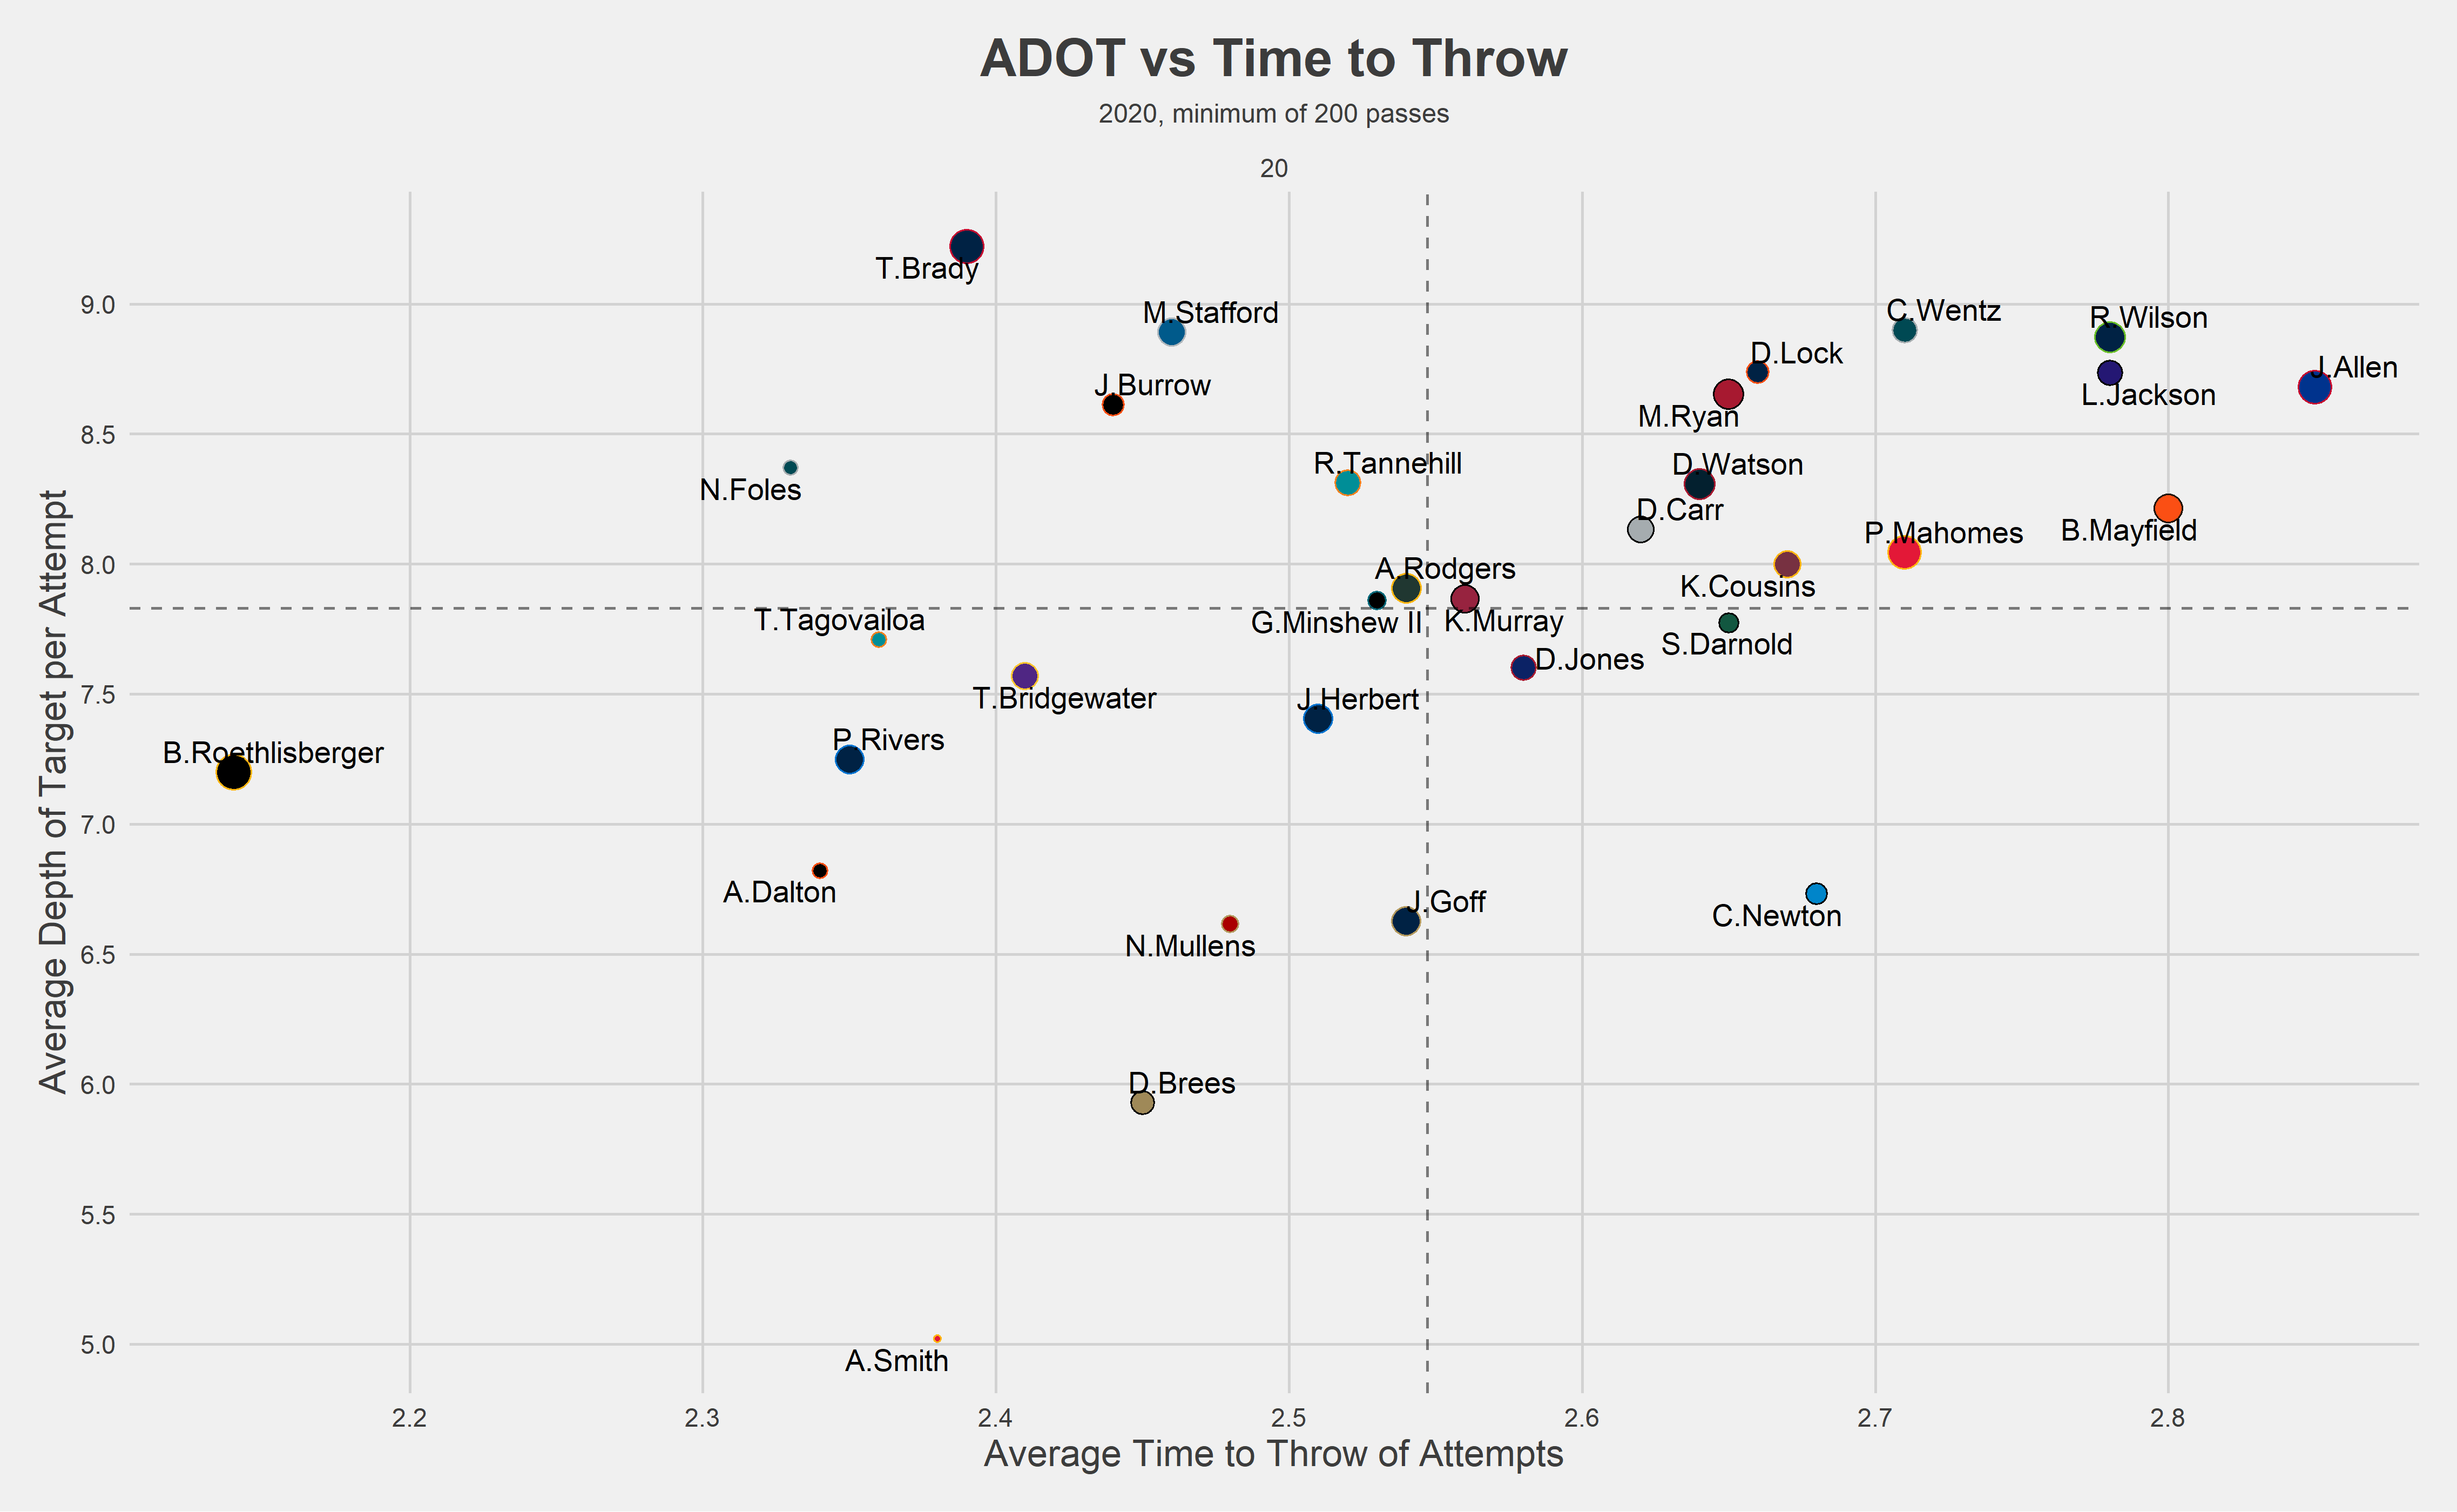 ADOT vs Time to Throw
2020, minimum of 200 passes
20
T.Brady
9.0
M.Stafford
C.Wentz
R.Wilson
D.Lock
J.Allen
J.Burrow
L.Jackson
M.Ryan
8.5
R.Tannehill
D.Watson
N.Foles
D.Carr
B.Mayfield
P.Mahomes
8.0
A.Rodgers
K.Cousins
T.Tagovailoa
G.Minshew II
K.Murray
S.Darnold
D.Jones
7.5
T.Bridgewater
J.Herbert
P.Rivers
B.Roethlisberger
7.0
A.Dalton
J.Goff
C.Newton
N.Mullens
6.5
D.Brees
6.0
5.5
5.0
A.Smith
Average Depth of Target per Attempt
2.2 2.3 2.4 2.5 2.6 2.7 2.8
Average Time to Throw of Attempts